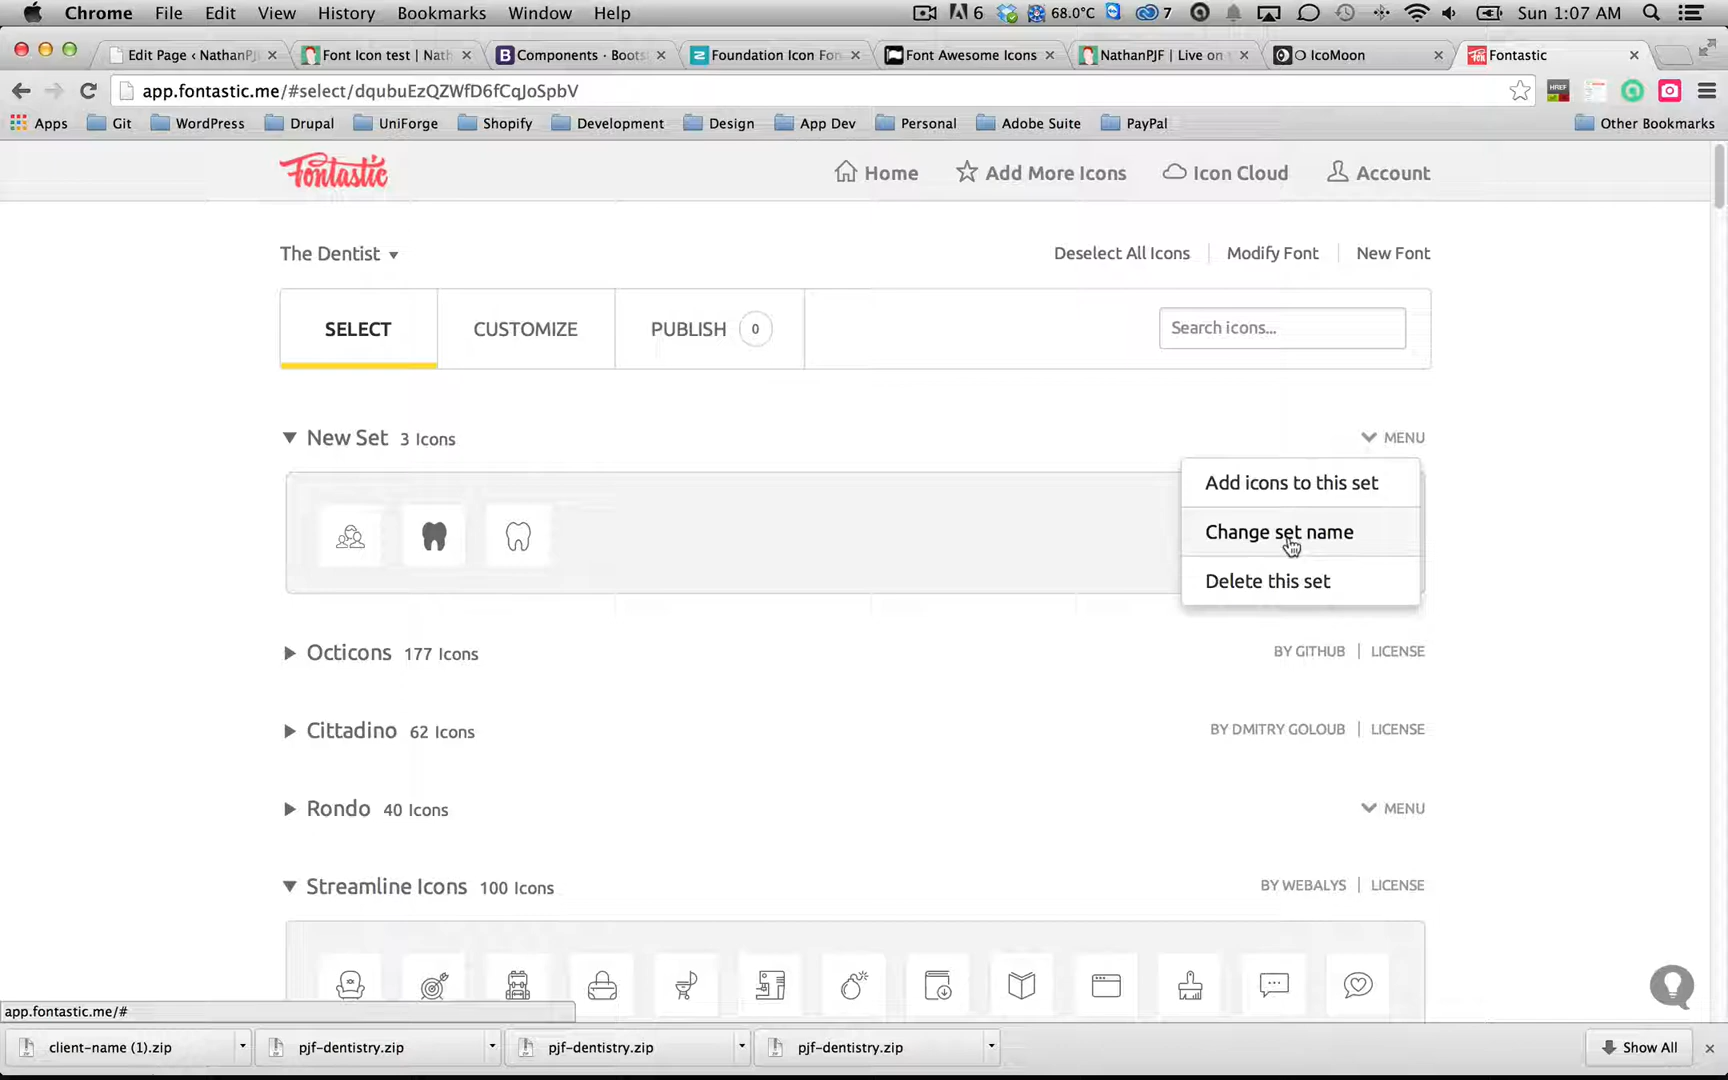 Chrome File Edit View History Bookmarks Window Help 6 68.0°C 7 Sun 1:07 AM
Edit Page ‹ NathanPJ Font Icon test | Nath Components · Boots Foundation Icon Fon Font Awesome Icons NathanPJF | Live on IcoMoon Fontastic
app.fontastic.me/#select/dqubuEzQZWfD6fCqJoSpbV
Apps Git WordPress Drupal UniForge Shopify Development Design App Dev Personal Adobe Suite PayPal Other Bookmarks
Fontastic Home Add More Icons Icon Cloud Account
The Dentist Deselect All Icons Modify Font New Font
SELECT CUSTOMIZE PUBLISH 0 Search icons...
New Set 3 Icons MENU
Add icons to this set
Change set name
Delete this set
Octicons 177 Icons BY GITHUB | LICENSE
Cittadino 62 Icons BY DMITRY GOLOUB | LICENSE
Rondo 40 Icons MENU
Streamline Icons 100 Icons BY WEBALYS | LICENSE
app.fontastic.me/#
client-name (1).zip pjf-dentistry.zip pjf-dentistry.zip pjf-dentistry.zip Show All